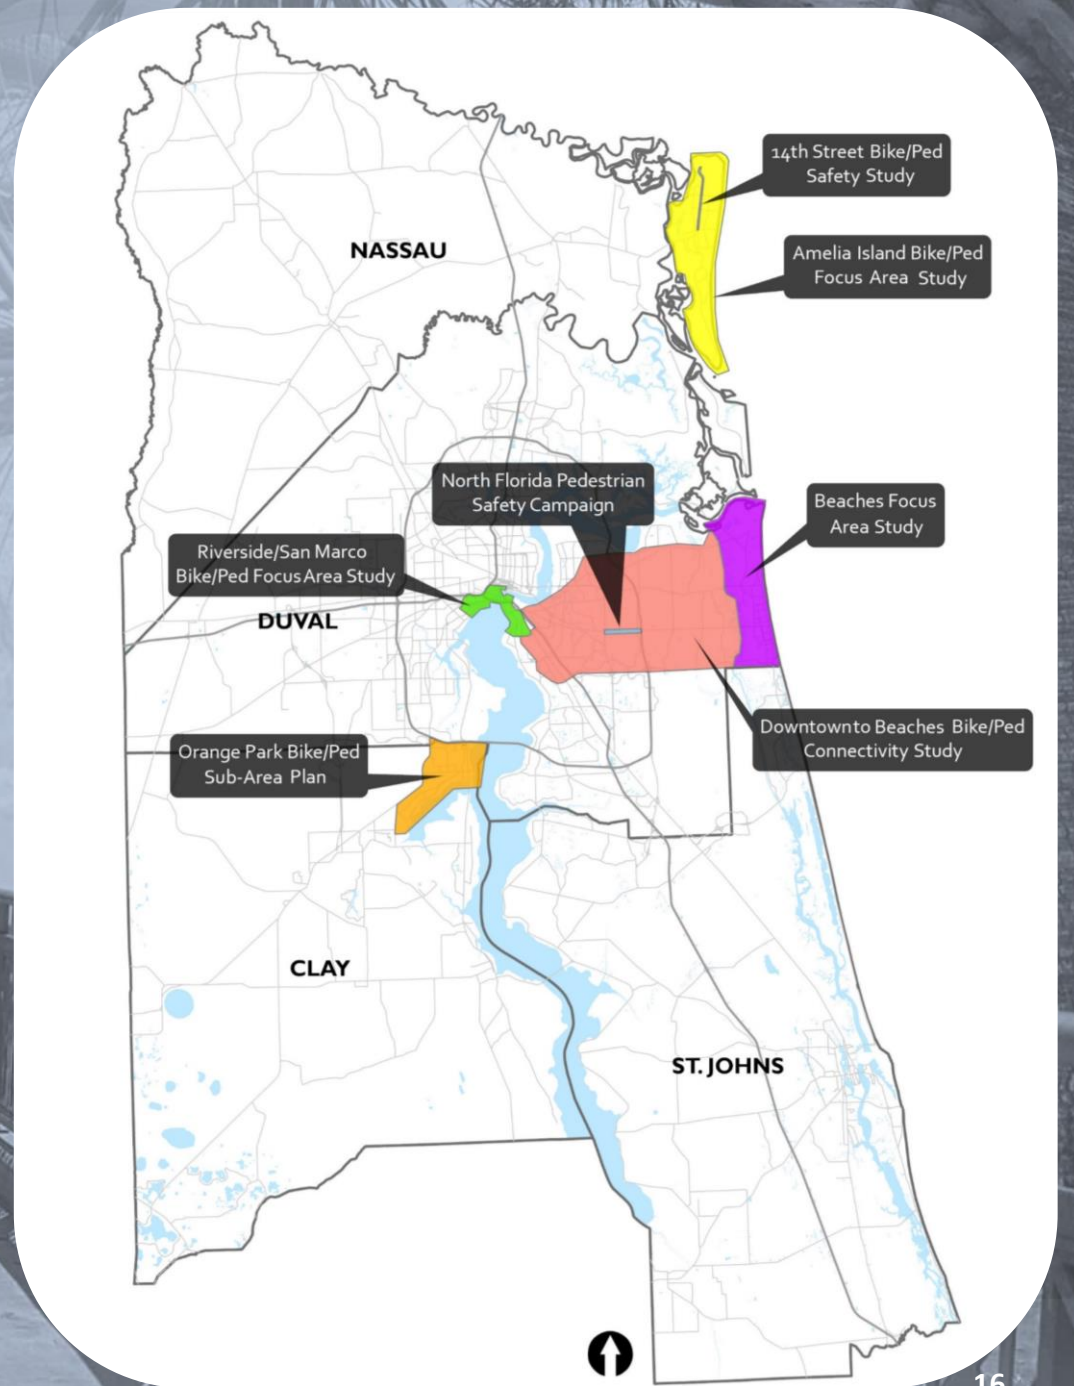 14th Street Bike/Ped
Safety Study
NASSAU
Amelia Island Bike/Ped
Focus Area Study
North Florida Pedestrian
Safety Campaign
Beaches Focus
Area Study
Riverside/San Marco
Bike/Ped Focus Area Study
DUVAL
Downtown to Beaches Bike/Ped
Connectivity Study
Orange Park Bike/Ped
Sub-Area Plan
CLAY
ST. JOHNS
16